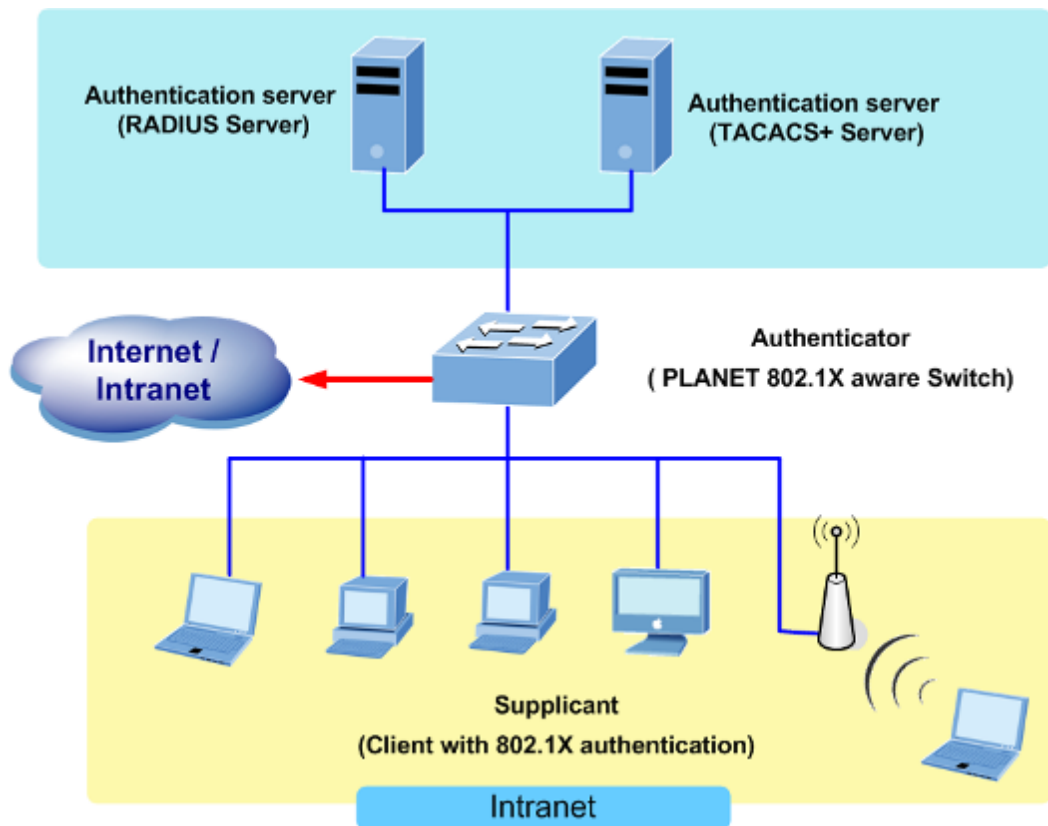 Authentication server
(RADIUS Server)
Authentication server
(TACACS+ Server)
Internet /
Intranet
Authenticator
( PLANET 802.1X aware Switch)
Supplicant
(Client with 802.1X authentication)
Intranet